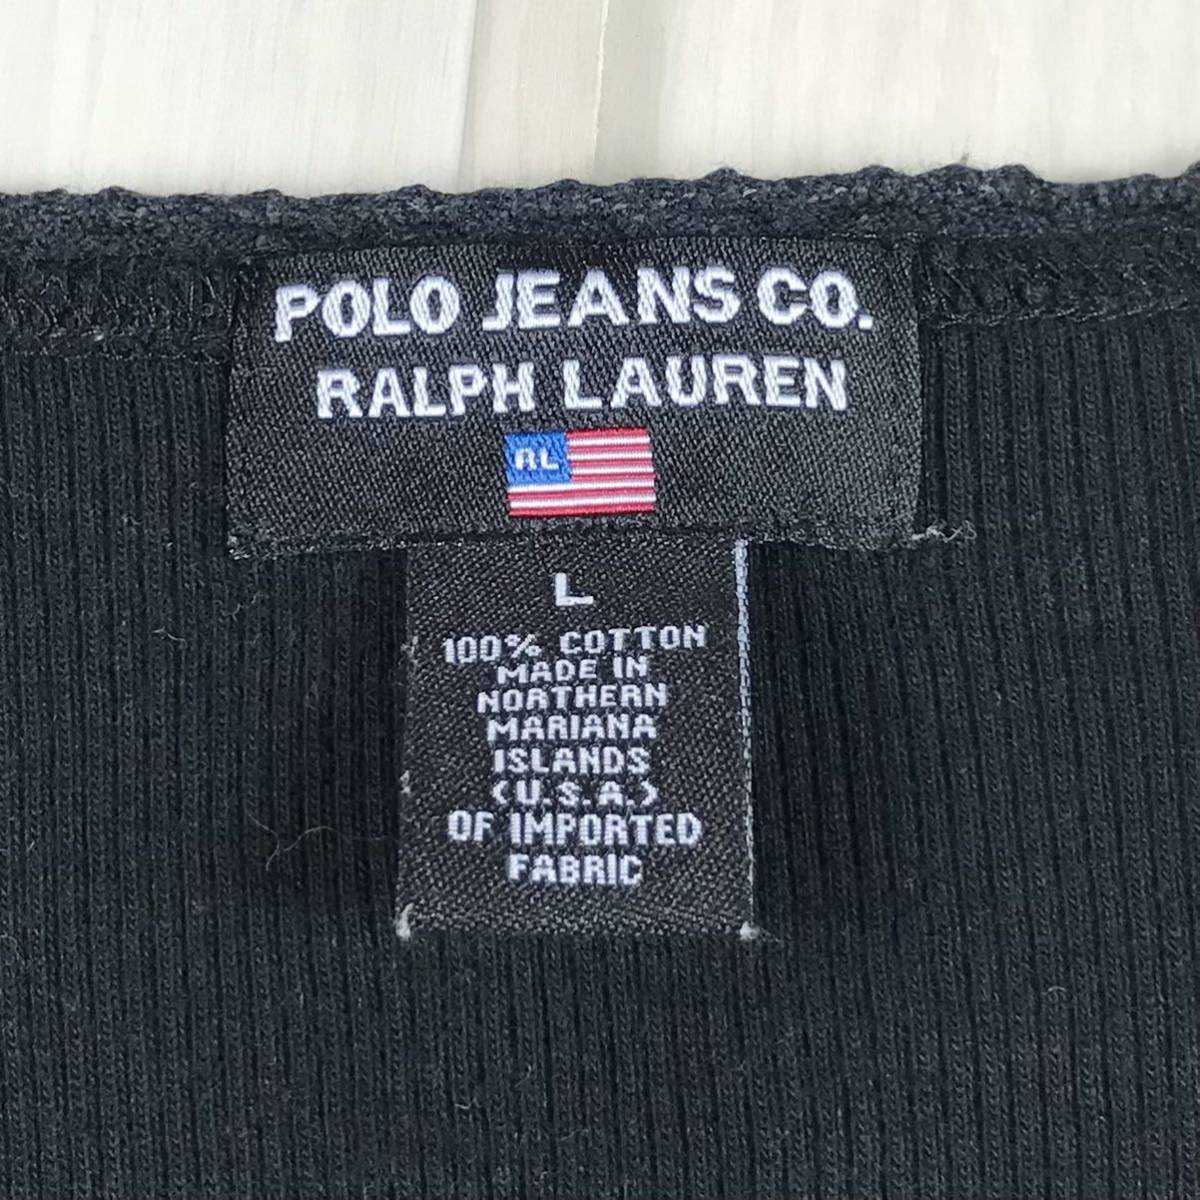 POLO JEANS CO.
RALPH LAUREN
RL
L
100% COTTON
MADE IN
NORTHERN
MARIANA
ISLANDS
(U.S.A.)
OF IMPORTED
FABRIC